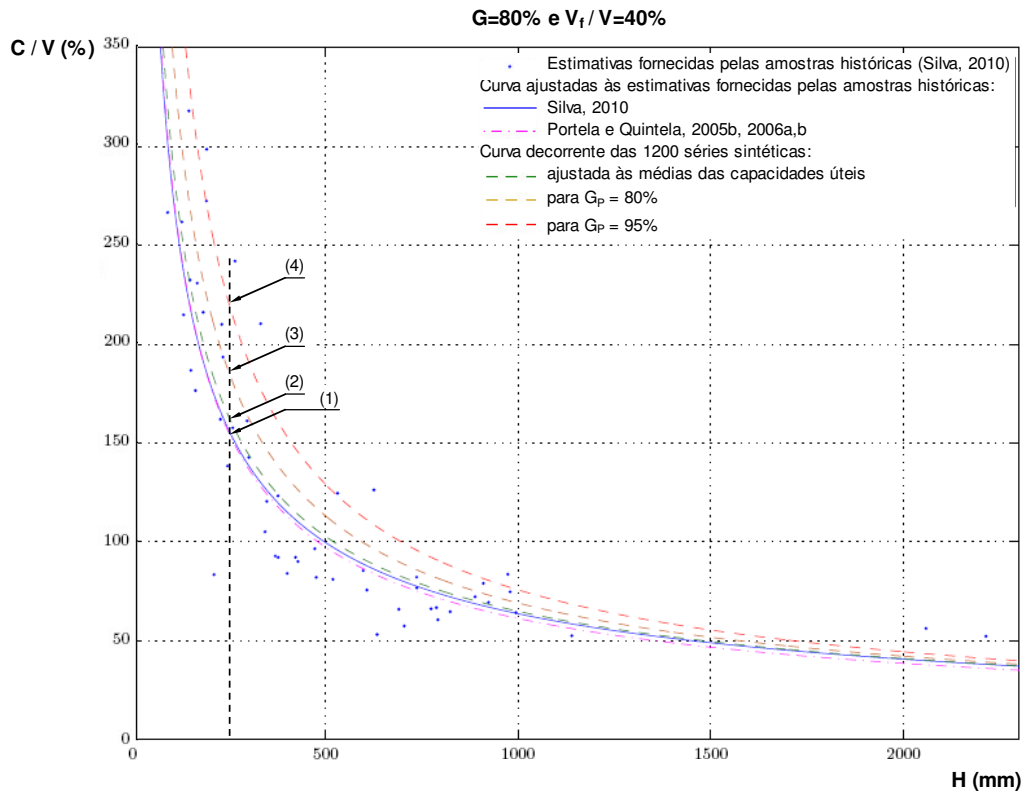 G=80% e Vf / V=40%
C / V (%)
350
300
250
200
150
100
50
0
Estimativas fornecidas pelas amostras históricas (Silva, 2010)
Curva ajustadas às estimativas fornecidas pelas amostras históricas:
Silva, 2010
Portela e Quintela, 2005b, 2006a,b
Curva decorrente das 1200 séries sintéticas:
ajustada às médias das capacidades úteis
para GP = 80%
para GP = 95%
(4)
(3)
(2)
(1)
0
500
1000
1500
2000
H (mm)